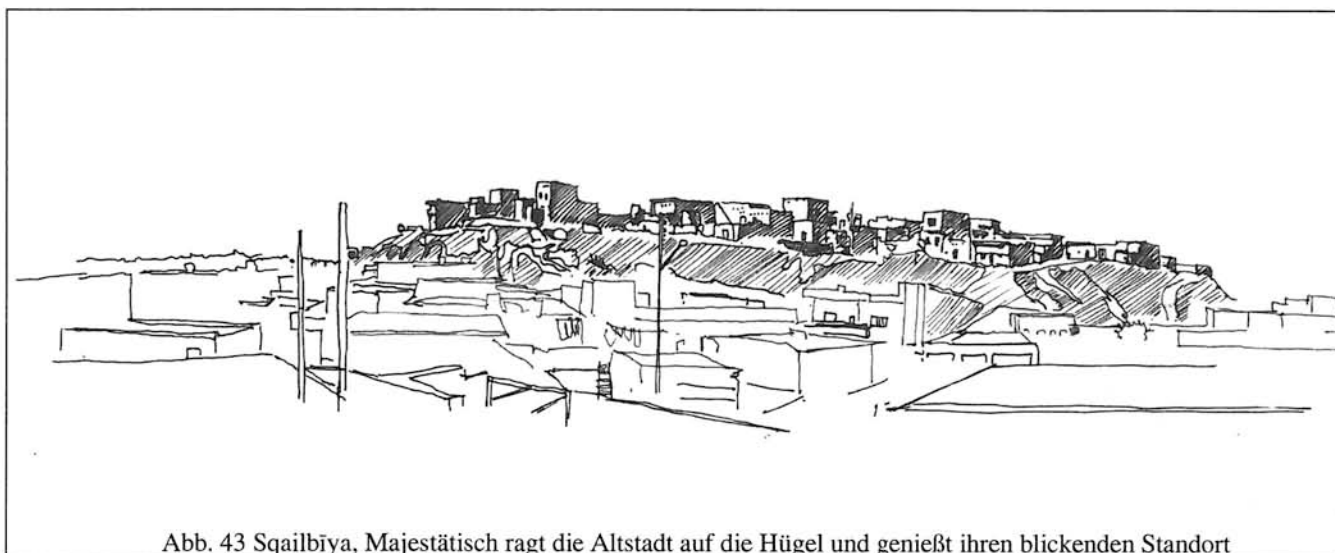 Abb. 43 Sqailbīya, Majestätisch ragt die Altstadt auf die Hügel und genießt ihren blickenden Standort